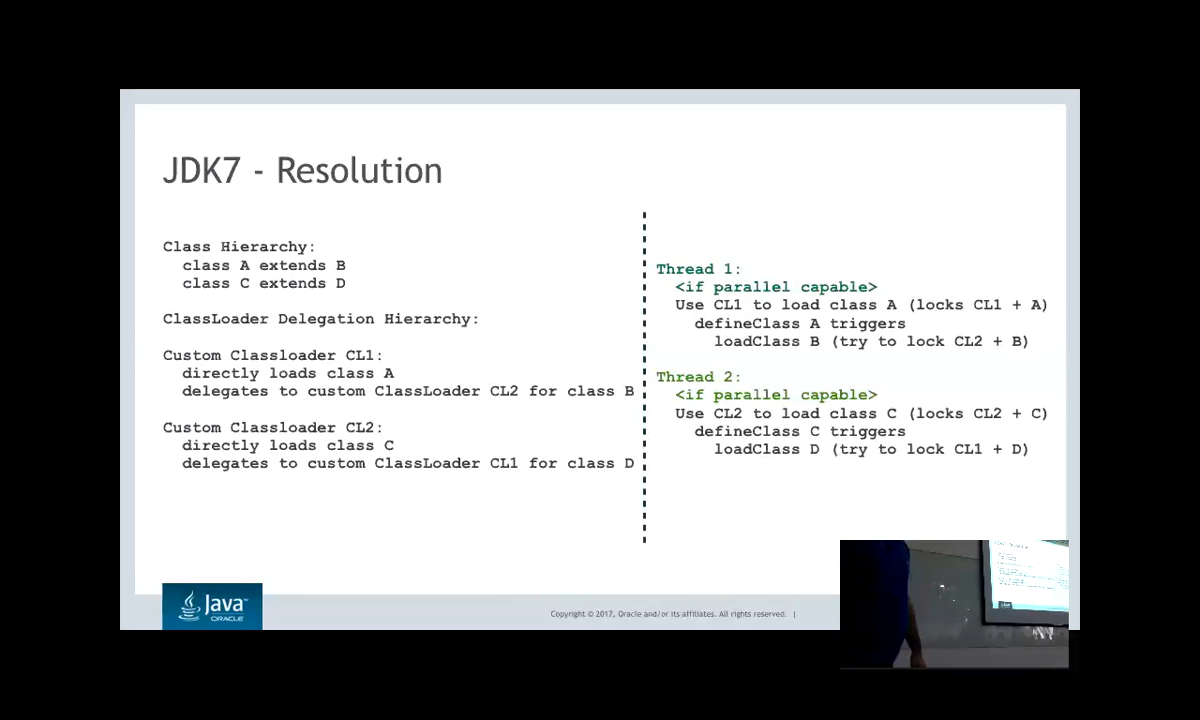 JDK7 - Resolution
Class Hierarchy:
class A extends B
class C extends D
ClassLoader Delegation Hierarchy:
Custom Classloader CL1:
directly loads class A
delegates to custom ClassLoader CL2 for class B
Custom Classloader CL2:
directly loads class C
delegates to custom ClassLoader CL1 for class D
Thread 1:
<if parallel capable>
Use CL1 to load class A (locks CL1 + A)
defineClass A triggers
loadClass B (try to lock CL2 + B)
Thread 2:
<if parallel capable>
Use CL2 to load class C (locks CL2 + C)
defineClass C triggers
loadClass D (try to lock CL1 + D)
Java™
ORACLE
Copyright © 2017, Oracle and/or its affiliates. All rights reserved. |